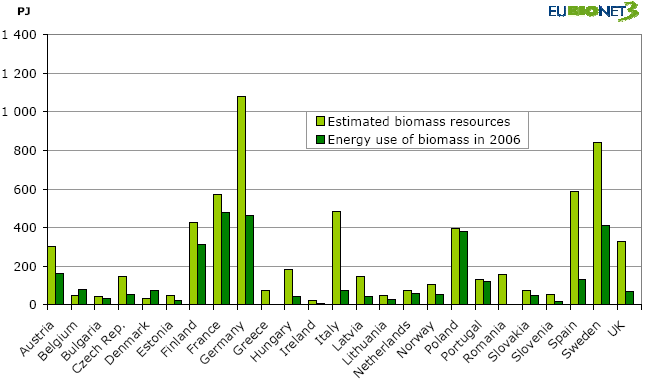 PJ
EUBIONET3
1 400
1 200
1 000
800
600
400
200
0
Estimated biomass resources
Energy use of biomass in 2006
Austria
Belgium
Bulgaria
Czech Rep.
Denmark
Estonia
Finland
France
Germany
Greece
Hungary
Ireland
Italy
Latvia
Lithuania
Netherlands
Norway
Poland
Portugal
Romania
Slovakia
Slovenia
Spain
Sweden
UK